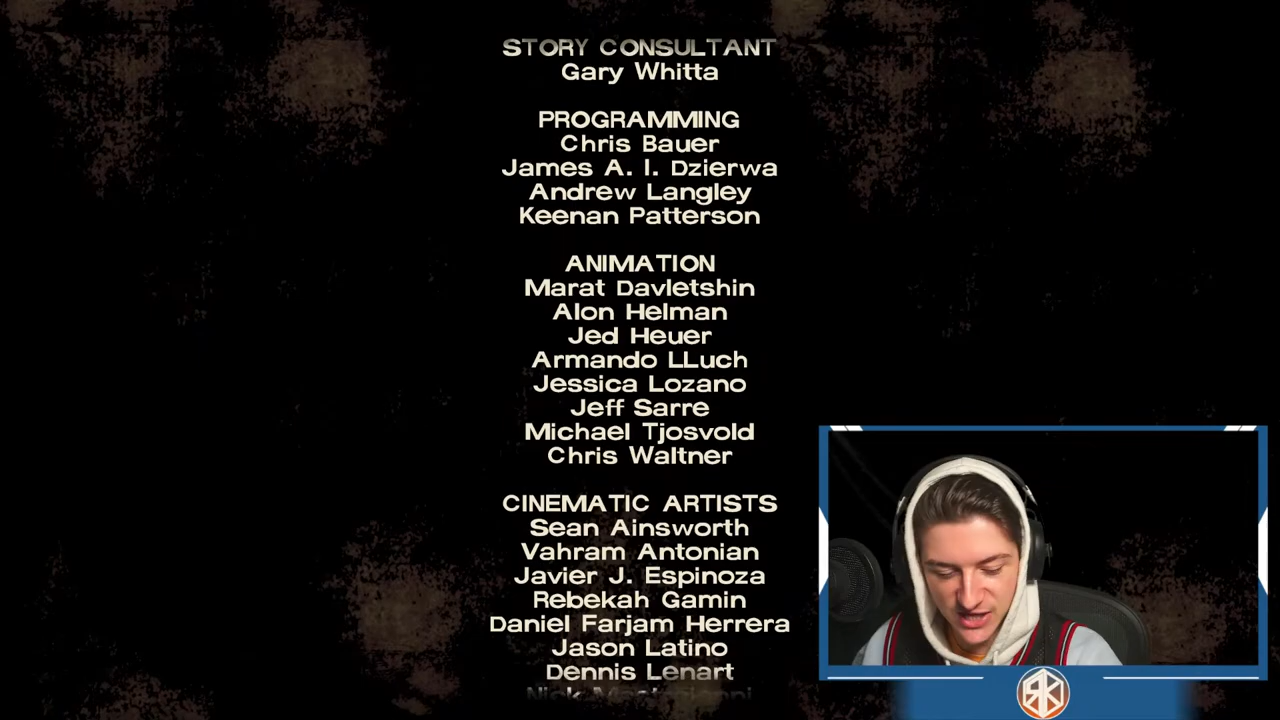 STORY CONSULTANT
Gary Whitta
PROGRAMMING
Chris Bauer
James A. I. Dzierwa
Andrew Langley
Keenan Patterson
ANIMATION
Marat Davletshin
Alon Helman
Jed Heuer
Armando LLuch
Jessica Lozano
Jeff Sarre
Michael Tjosvold
Chris Waltner
CINEMATIC ARTISTS
Sean Ainsworth
Vahram Antonian
Javier J. Espinoza
Rebekah Gamin
Daniel Farjam Herrera
Jason Latino
Dennis Lenart
Nick